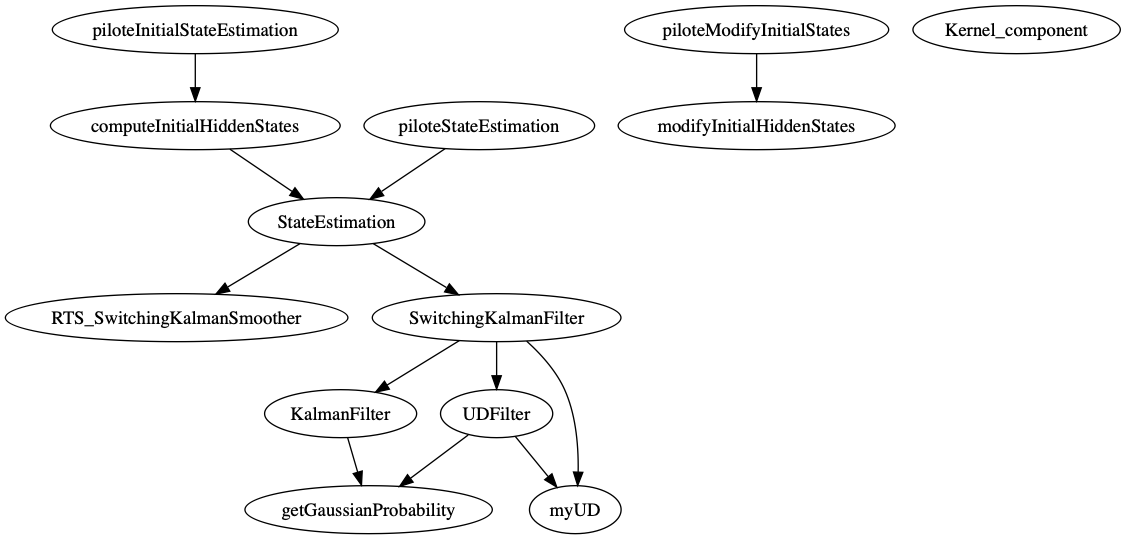 piloteInitialStateEstimation
piloteModifyInitialStates
Kernel_component
computeInitialHiddenStates
piloteStateEstimation
modifyInitialHiddenStates
StateEstimation
RTS_SwitchingKalmanSmoother
SwitchingKalmanFilter
KalmanFilter
UDFilter
getGaussianProbability
myUD